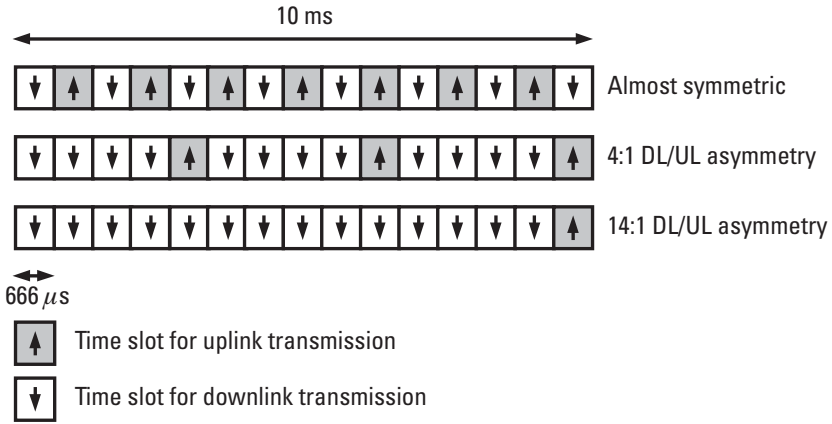 10 ms
Almost symmetric
4:1 DL/UL asymmetry
14:1 DL/UL asymmetry
666 μs
Time slot for uplink transmission
Time slot for downlink transmission